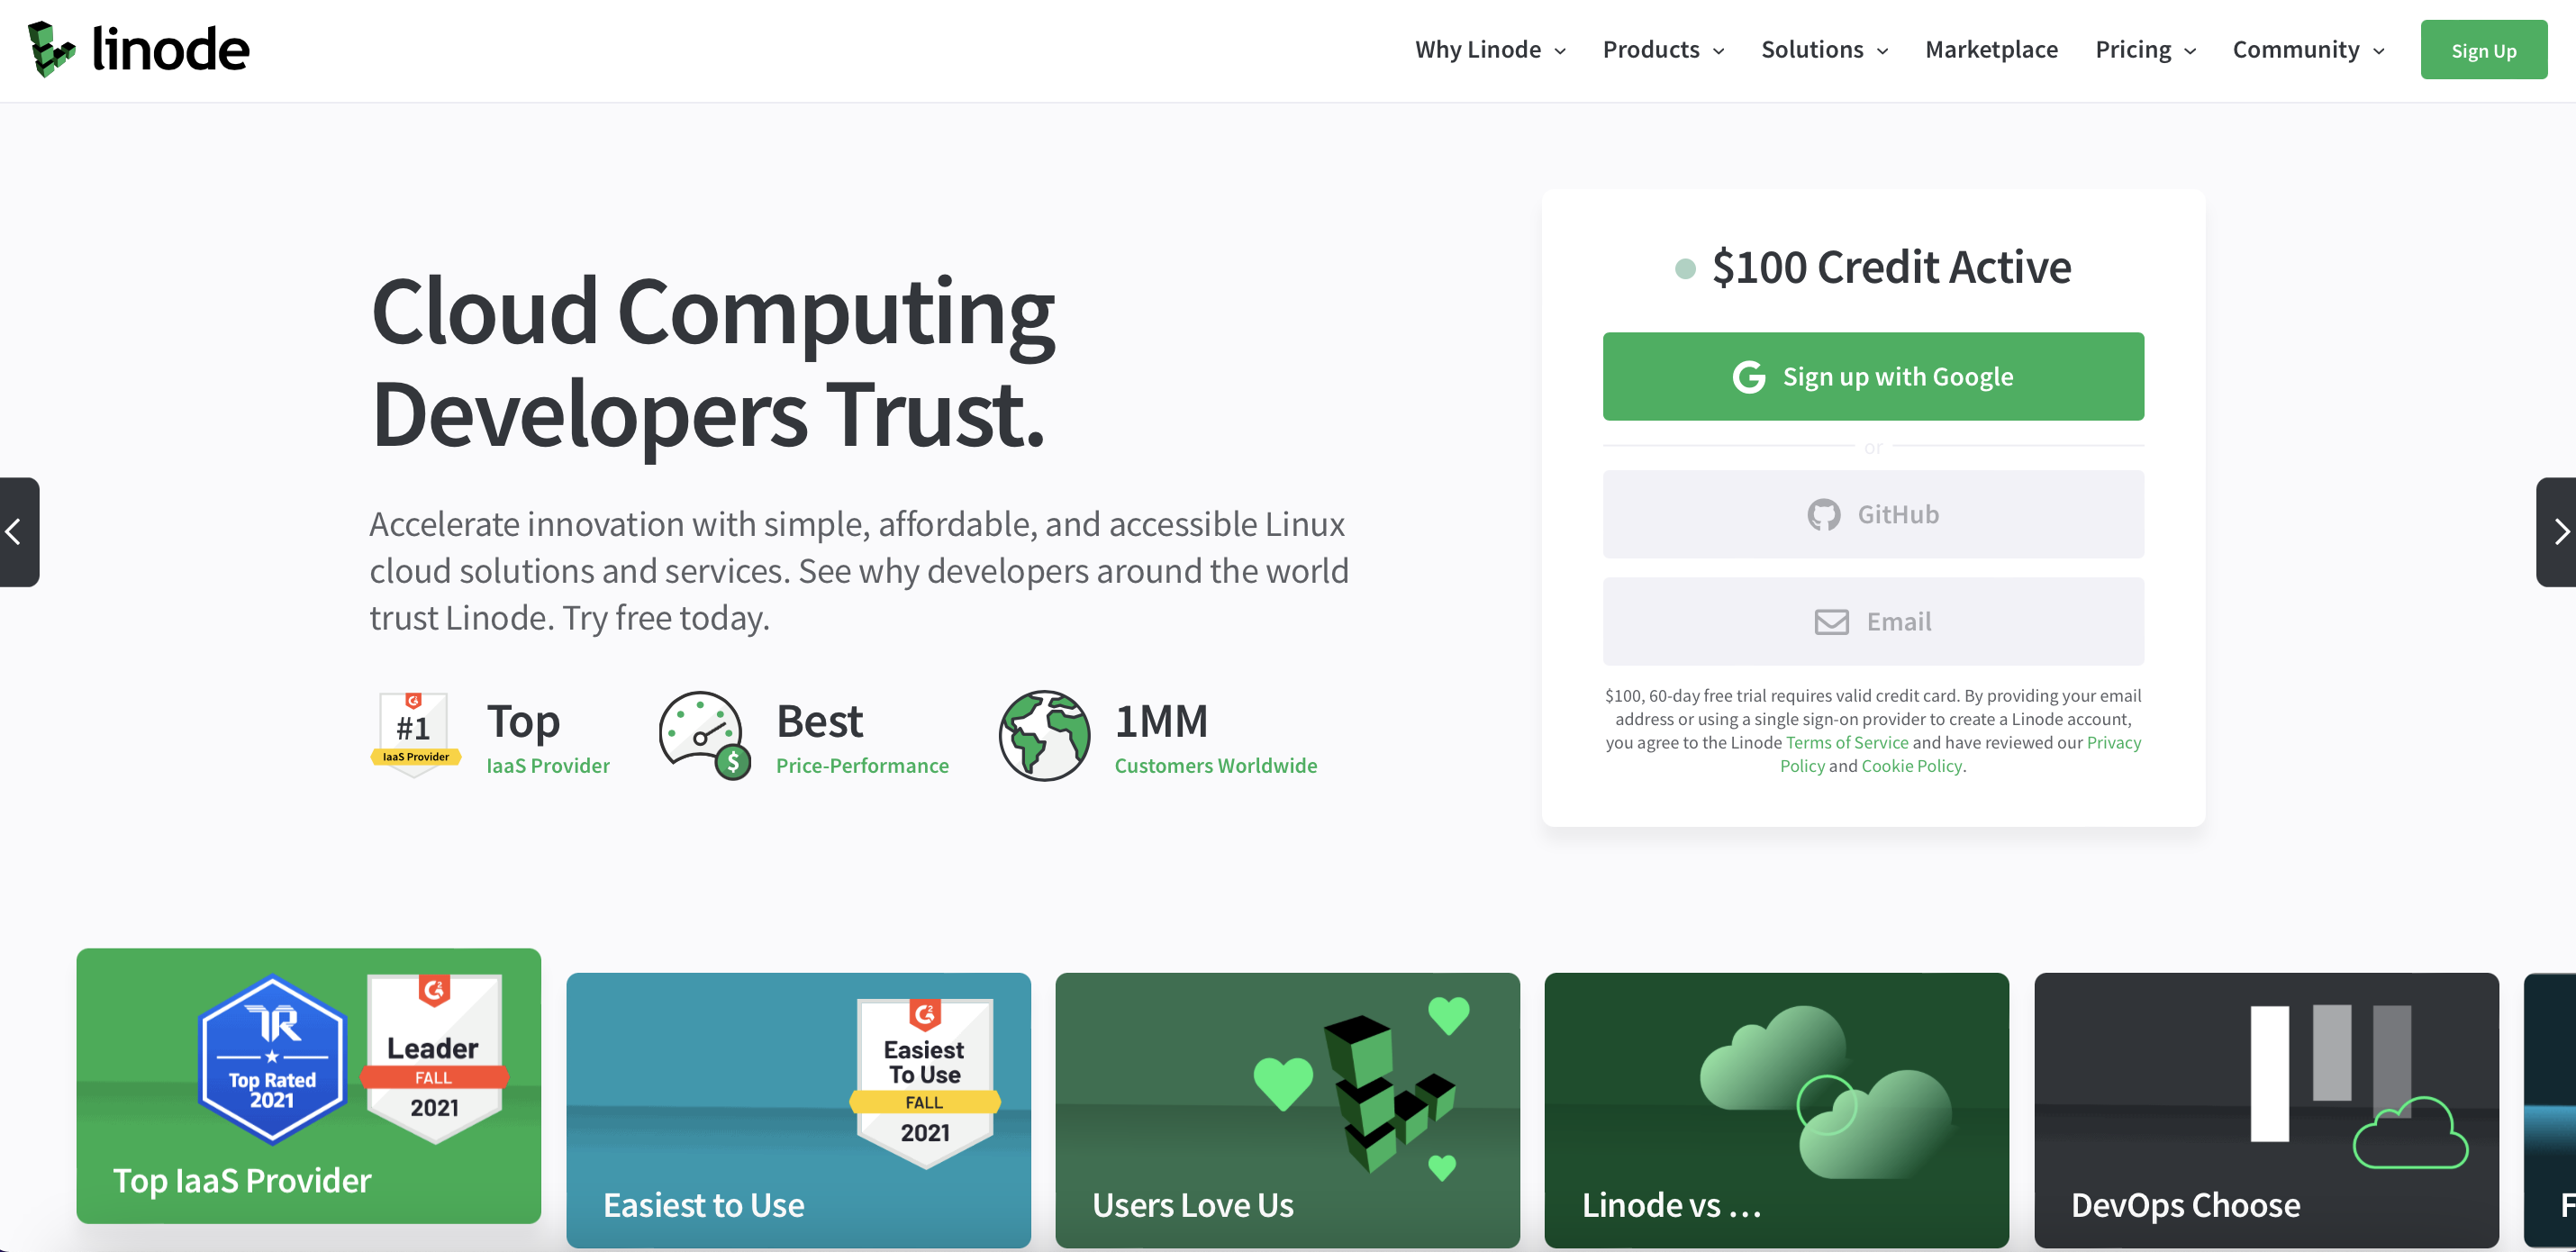 linode
Why Linode
Products
Solutions
Marketplace
Pricing
Community
Sign Up
Cloud Computing
Developers Trust.
Accelerate innovation with simple, affordable, and accessible Linux
cloud solutions and services. See why developers around the world
trust Linode. Try free today.
#1
IaaS Provider
Top
IaaS Provider
$
Best
Price-Performance
1MM
Customers Worldwide
$100 Credit Active
G Sign up with Google
or
GitHub
Email
$100, 60-day free trial requires valid credit card. By providing your email
address or using a single sign-on provider to create a Linode account,
you agree to the Linode Terms of Service and have reviewed our Privacy
Policy and Cookie Policy.
TR
Top Rated
2021
G2
Leader
FALL
2021
Top IaaS Provider
G2
Easiest
To Use
FALL
2021
Easiest to Use
Users Love Us
Linode vs ...
DevOps Choose
F